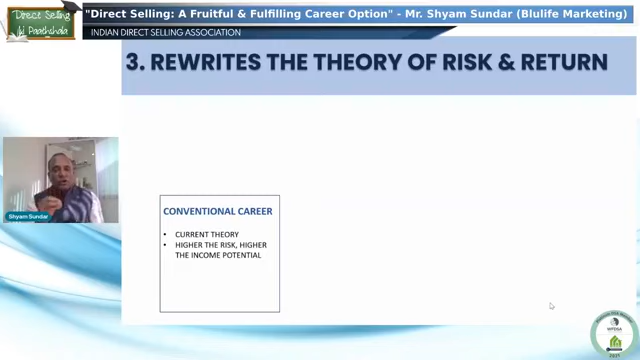 Direct Selling
Ki Paathshala
"Direct Selling: A Fruitful & Fulfilling Career Option" - Mr. Shyam Sundar (Blulife Marketing)
INDIAN DIRECT SELLING ASSOCIATION
3. REWRITES THE THEORY OF RISK & RETURN
Shyam Sundar
CONVENTIONAL CAREER
• CURRENT THEORY
• HIGHER THE RISK, HIGHER
THE INCOME POTENTIAL